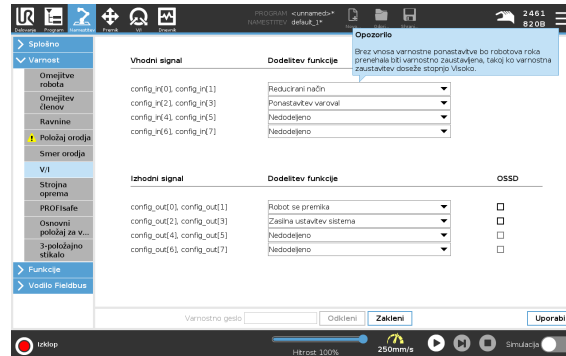 PROGRAM <unnamed>*
NAMESTITEV default_1*
2461
820B
Delovanje Program Namestitev Premik V/I Dnevnik
Opozorilo
Brez vnosa varnostne ponastavitve bo robotova roka
prenehala biti varnostno zaustavljena, takoj ko varnostna
zaustavitev doseže stopnjo Visoko.
Splošno
Varnost
Omejitve
robota
Omejitev
členov
Ravnine
Položaj orodja
Smer orodja
V/I
Strojna
oprema
PROFIsafe
Osnovni
položaj za v...
3-položajno
stikalo
Funkcije
Vodilo Fieldbus
Vhodni signal Dodelitev funkcije
config_in[0], config_in[1] Reducirani način
config_in[2], config_in[3] Ponastavitev varoval
config_in[4], config_in[5] Nedodeljeno
config_in[6], config_in[7] Nedodeljeno
Izhodni signal Dodelitev funkcije OSSD
config_out[0], config_out[1] Robot se premika
config_out[2], config_out[3] Zasilna ustavitev sistema
config_out[4], config_out[5] Nedodeljeno
config_out[6], config_out[7] Nedodeljeno
Varnostno geslo Odkleni Zakleni Uporabi
Izklop
Hitrost 100%
250mm/s
Simulacija